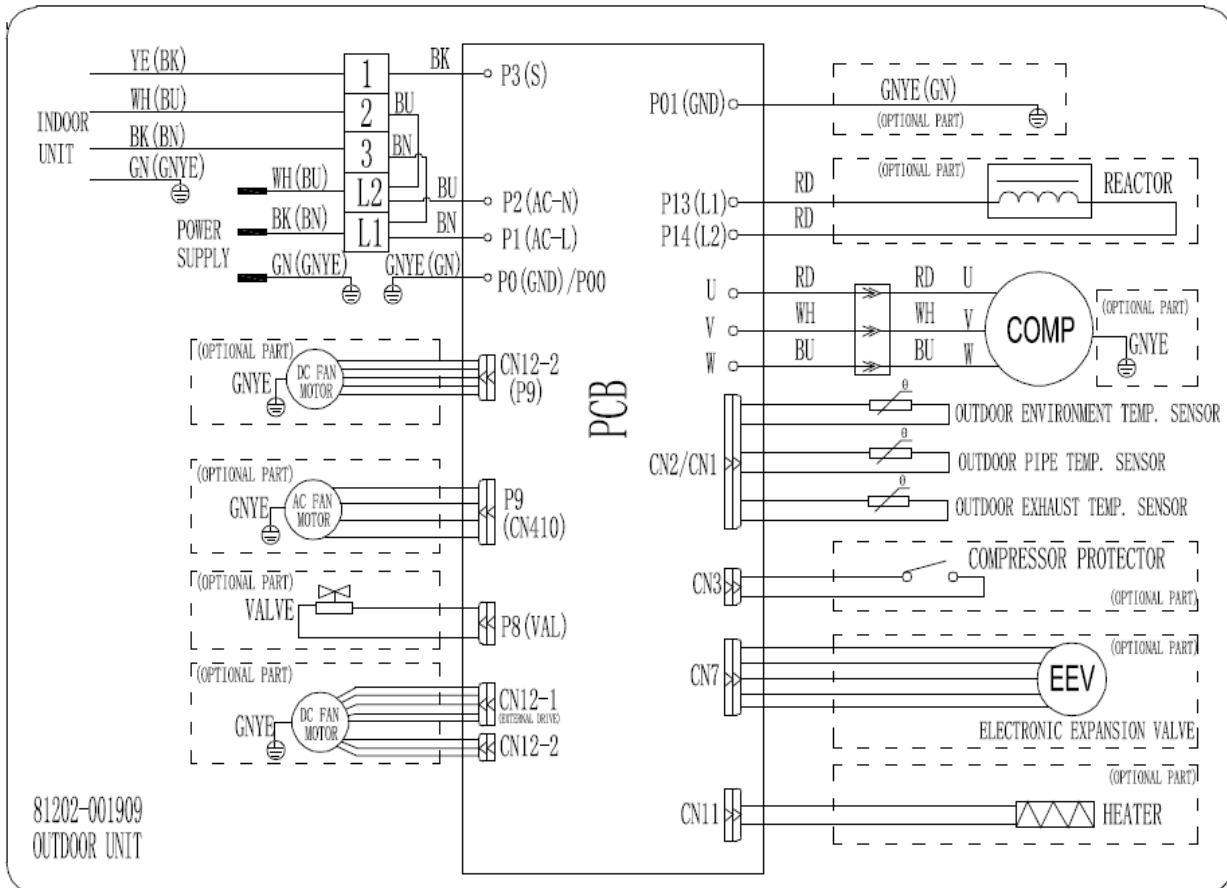 YE(BK)
WH(BU)
BK(BN)
GN(GNYE)
INDOOR
UNIT
1
2
3
L2
L1
BK
BU
BN
BU
BN
WH(BU)
BK(BN)
GN(GNYE)
POWER
SUPPLY
GNYE(GN)
P3(S)
P2(AC-N)
P1(AC-L)
P0(GND)/P00
(OPTIONAL PART)
DC FAN
MOTOR
GNYE
CN12-2
(P9)
(OPTIONAL PART)
AC FAN
MOTOR
GNYE
P9
(CN410)
(OPTIONAL PART)
VALVE
P8(VAL)
(OPTIONAL PART)
DC FAN
MOTOR
GNYE
CN12-1
(EXTERNAL DRIVE)
CN12-2
81202-001909
OUTDOOR UNIT
PCB
P01(GND)
GNYE(GN)
(OPTIONAL PART)
(OPTIONAL PART)
REACTOR
P13(L1)
RD
P14(L2)
RD
U
RD
RD
U
V
WH
WH
V
W
BU
BU
W
COMP
(OPTIONAL PART)
GNYE
CN2/CN1
θ
OUTDOOR ENVIRONMENT TEMP. SENSOR
θ
OUTDOOR PIPE TEMP. SENSOR
θ
OUTDOOR EXHAUST TEMP. SENSOR
CN3
COMPRESSOR PROTECTOR
(OPTIONAL PART)
CN7
(OPTIONAL PART)
EEV
ELECTRONIC EXPANSION VALVE
(OPTIONAL PART)
CN11
HEATER